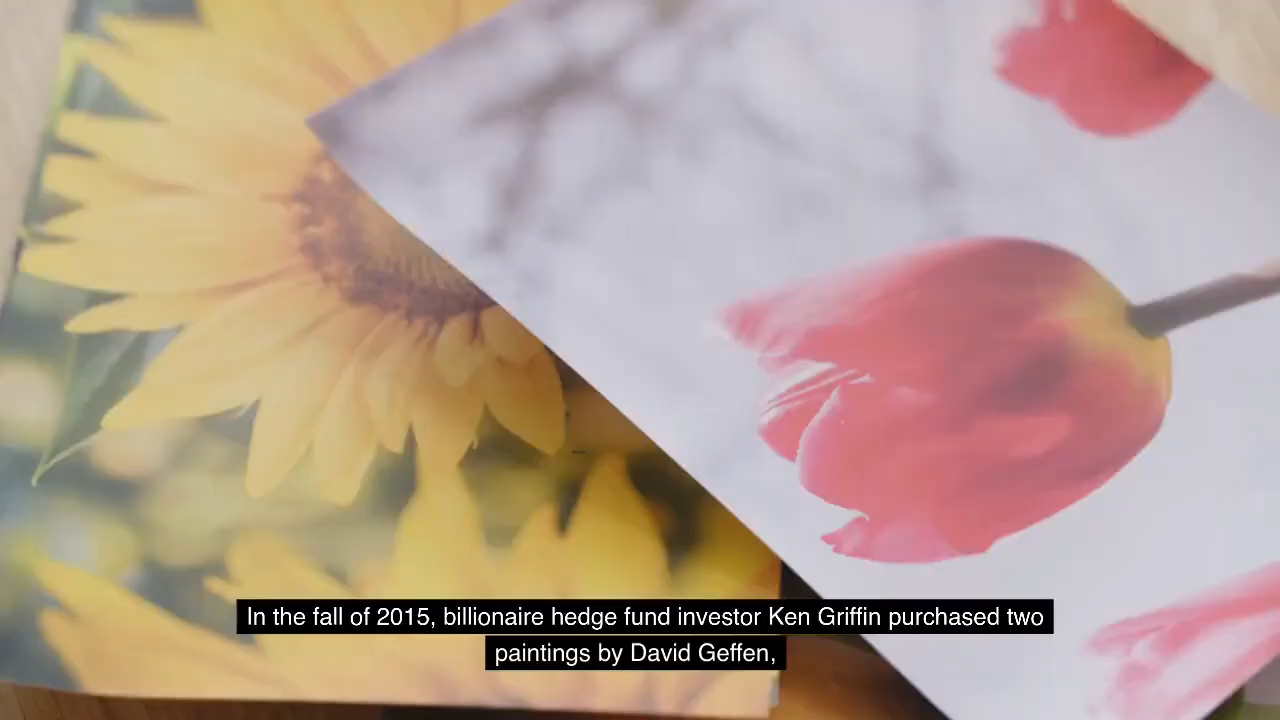 In the fall of 2015, billionaire hedge fund investor Ken Griffin purchased two
paintings by David Geffen,